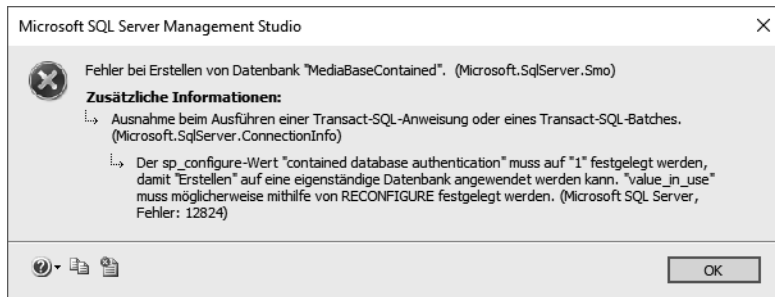 Microsoft SQL Server Management Studio
Fehler bei Erstellen von Datenbank "MediaBaseContained". (Microsoft.SqlServer.Smo)
Zusätzliche Informationen:
Ausnahme beim Ausführen einer Transact-SQL-Anweisung oder eines Transact-SQL-Batches.
(Microsoft.SqlServer.ConnectionInfo)
Der sp_configure-Wert "contained database authentication" muss auf "1" festgelegt werden,
damit "Erstellen" auf eine eigenständige Datenbank angewendet werden kann. "value_in_use"
muss möglicherweise mithilfe von RECONFIGURE festgelegt werden. (Microsoft SQL Server,
Fehler: 12824)
OK